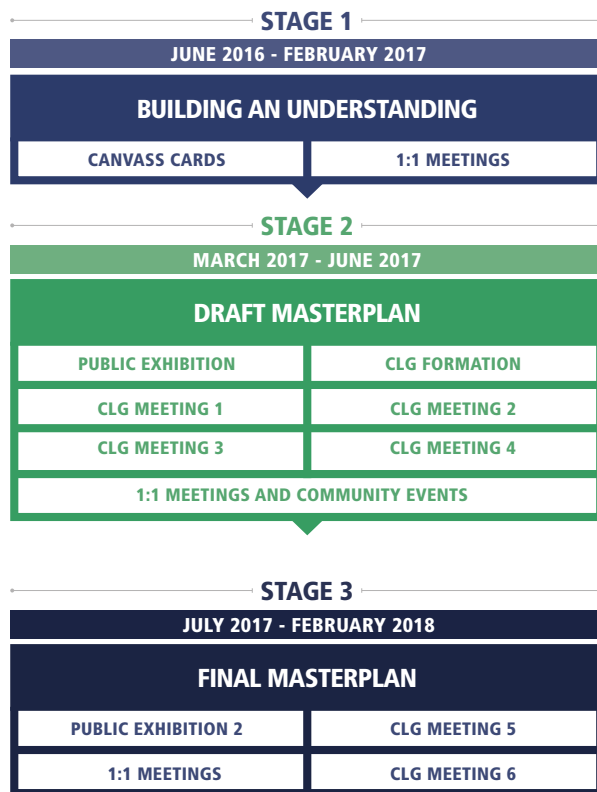 STAGE 1
JUNE 2016 - FEBRUARY 2017
BUILDING AN UNDERSTANDING
CANVASS CARDS
1:1 MEETINGS
STAGE 2
MARCH 2017 - JUNE 2017
DRAFT MASTERPLAN
PUBLIC EXHIBITION
CLG FORMATION
CLG MEETING 1
CLG MEETING 2
CLG MEETING 3
CLG MEETING 4
1:1 MEETINGS AND COMMUNITY EVENTS
STAGE 3
JULY 2017 - FEBRUARY 2018
FINAL MASTERPLAN
PUBLIC EXHIBITION 2
CLG MEETING 5
1:1 MEETINGS
CLG MEETING 6